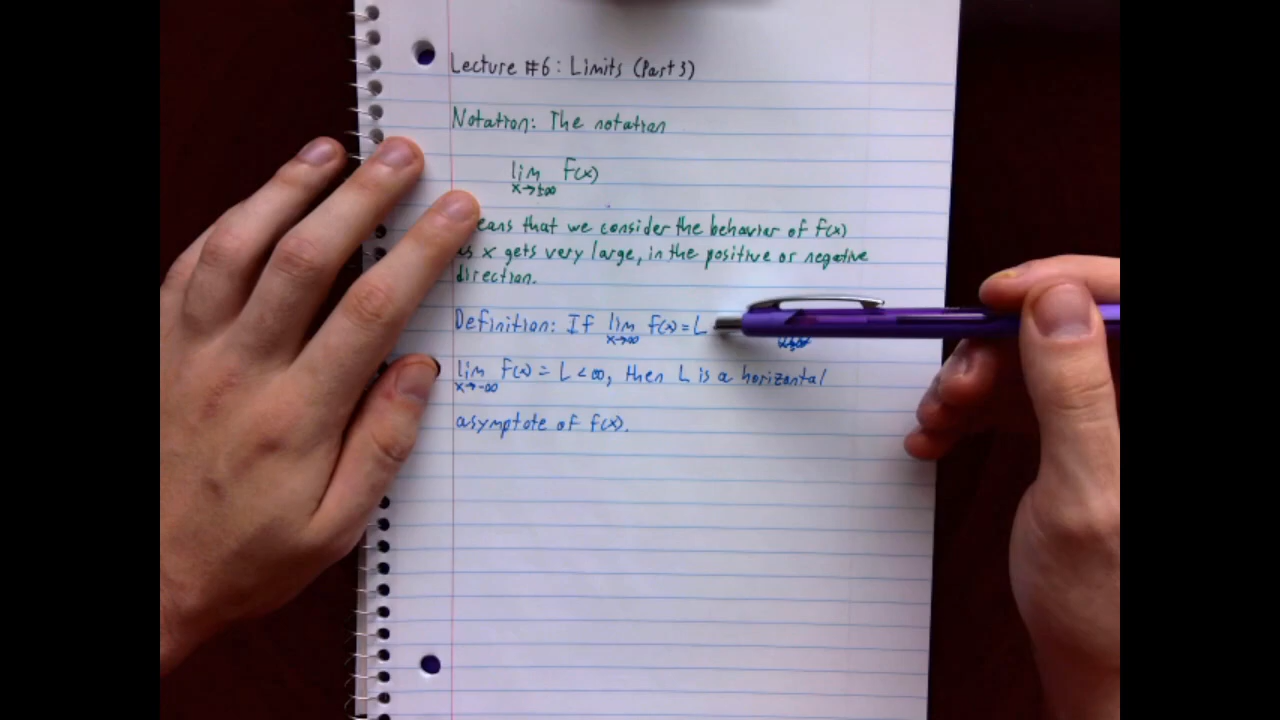 Lecture #6: Limits (Part 3)
Notation: The notation
lim f(x)
x→±∞
eans that we consider the behavior of f(x)
as x gets very large, in the positive or negative
direction.
Definition: If lim f(x) = L
x→∞
lim f(x) = L < ∞, then L is a horizontal
x→-∞
asymptote of f(x).